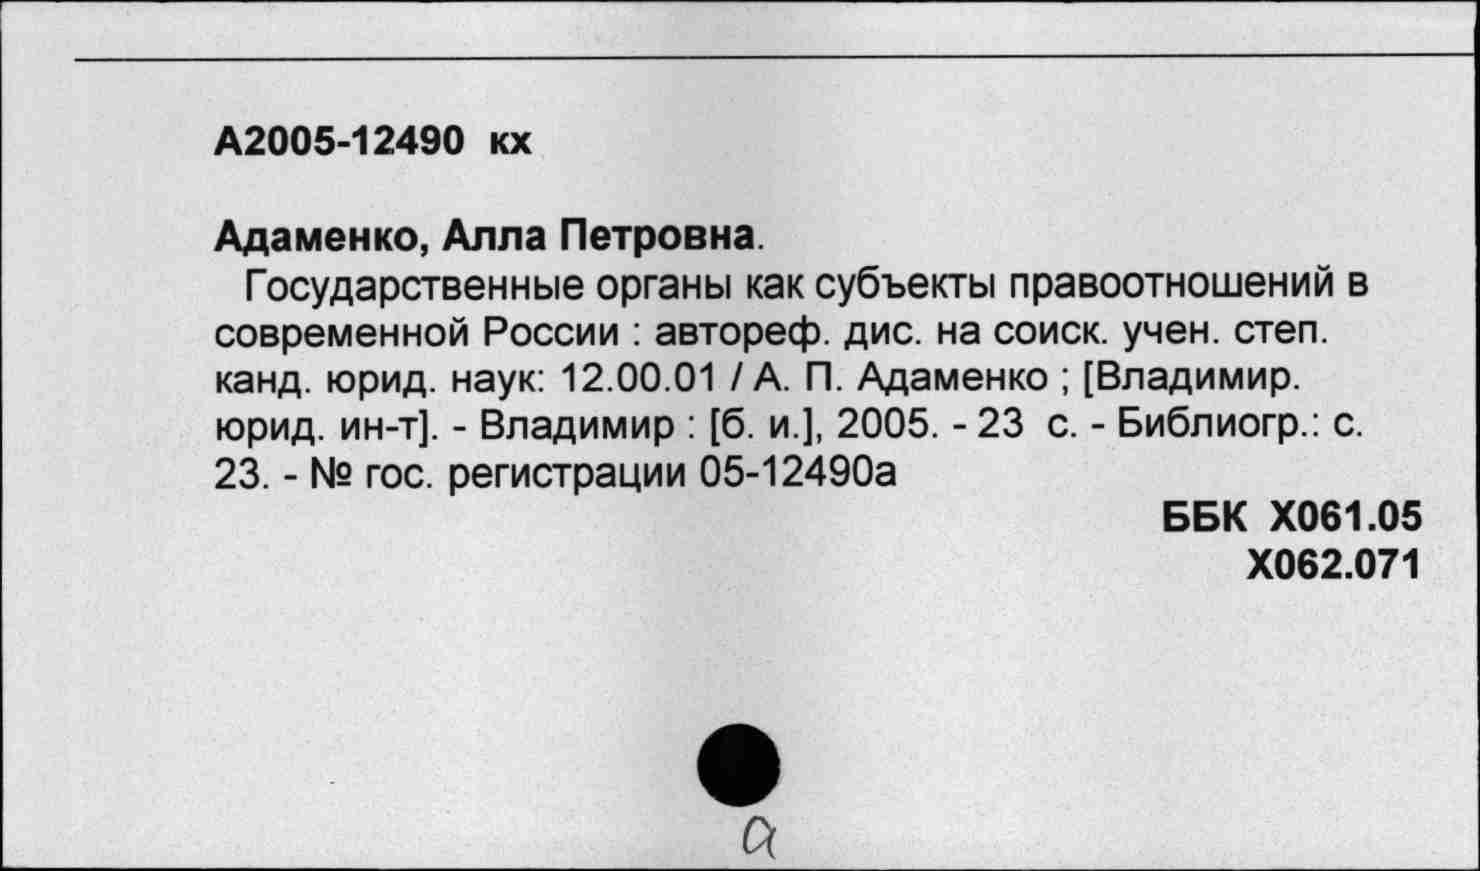 А2005-12490 кх
Адаменко, Алла Петровна.
Государственные органы как субъекты правоотношений в
современной России : автореф. дис. на соиск. учен. степ.
канд. юрид. наук: 12.00.01 / А. П. Адаменко ; [Владимир.
юрид. ин-т]. - Владимир : [б. и.], 2005. - 23 с. - Библиогр.: с.
23. - № гос. регистрации 05-12490а
ББК Х061.05
Х062.071
а